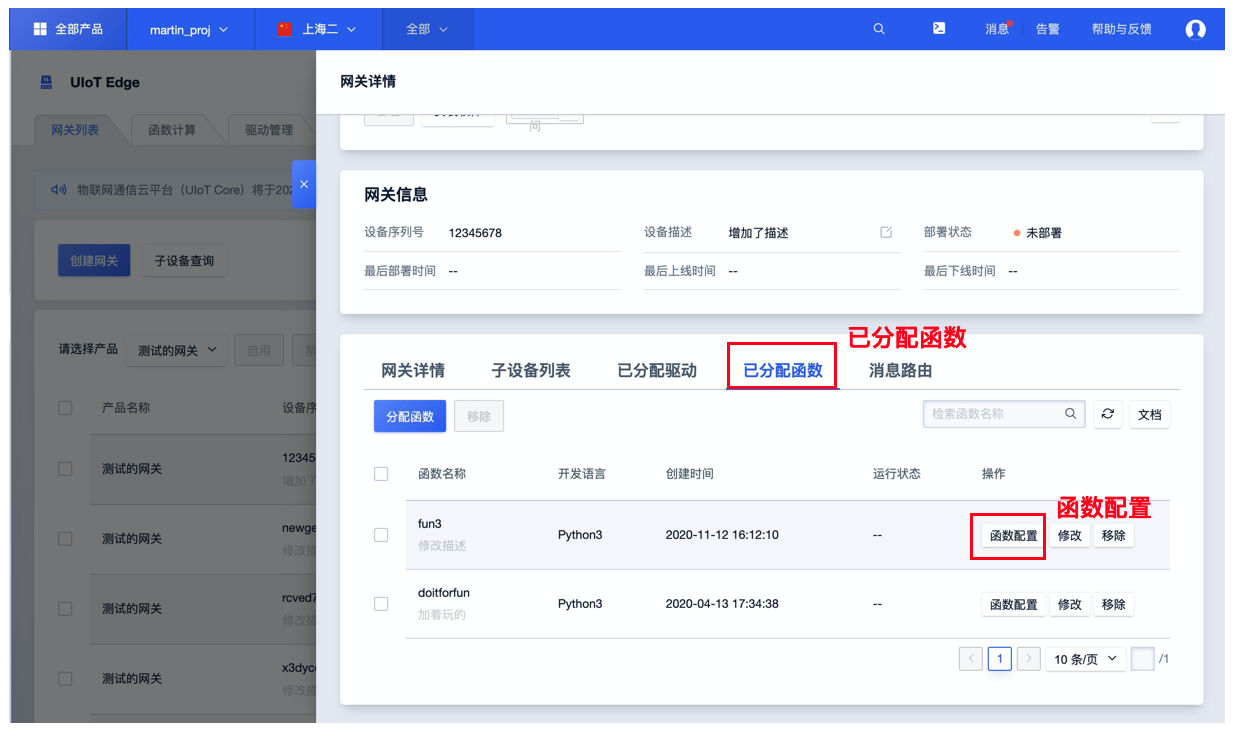 全部产品 martin_proj 上海二 全部 消息 告警 帮助与反馈
UIoT Edge
网关列表 函数计算 驱动管理
物联网通信云平台（UIoT Core）将于202
创建网关 子设备查询
请选择产品 测试的网关 启用 禁
产品名称 设备序
测试的网关 12345
增加了
测试的网关 newge
修改描
测试的网关 rcved7
修改描
测试的网关 x3dyc
修改描
网关详情
问
网关信息
设备序列号 12345678 设备描述 增加了描述 部署状态 未部署
最后部署时间 -- 最后上线时间 -- 最后下线时间 --
已分配函数
网关详情 子设备列表 已分配驱动 已分配函数 消息路由
分配函数 移除 检索函数名称 文档
函数名称 开发语言 创建时间 运行状态 操作
函数配置
fun3 Python3 2020-11-12 16:12:10 -- 函数配置 修改 移除
修改描述
doitforfun Python3 2020-04-13 17:34:38 -- 函数配置 修改 移除
加着玩的
1 10 条/页 /1